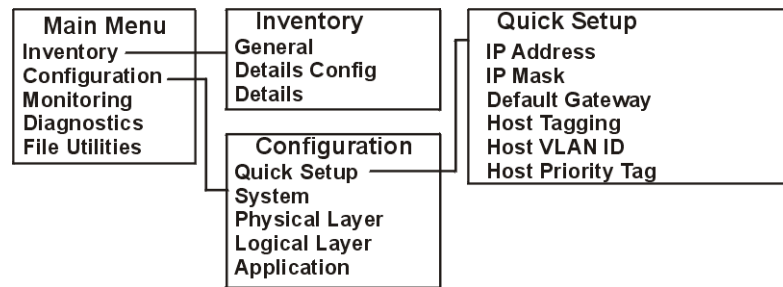 Main Menu
Inventory
Configuration
Monitoring
Diagnostics
File Utilities
Inventory
General
Details Config
Details
Configuration
Quick Setup
System
Physical Layer
Logical Layer
Application
Quick Setup
IP Address
IP Mask
Default Gateway
Host Tagging
Host VLAN ID
Host Priority Tag